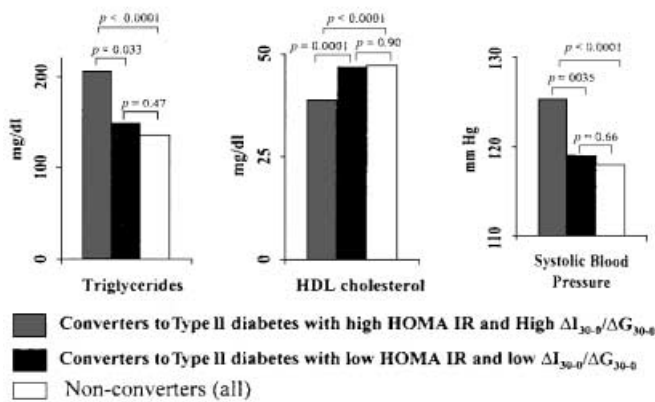 p < 0.0001
p = 0.033
p = 0.47
200
100
0
mg/dl
Triglycerides
p < 0.0001
p = 0.0001
p = 0.90
50
25
0
mg/dl
HDL cholesterol
p < 0.0001
p = 0035
p = 0.66
130
120
110
mm Hg
Systolic Blood
Pressure
Converters to Type II diabetes with high HOMA IR and High ΔI30-0/ΔG30-0
Converters to Type II diabetes with low HOMA IR and low ΔI30-0/ΔG30-0
Non-converters (all)